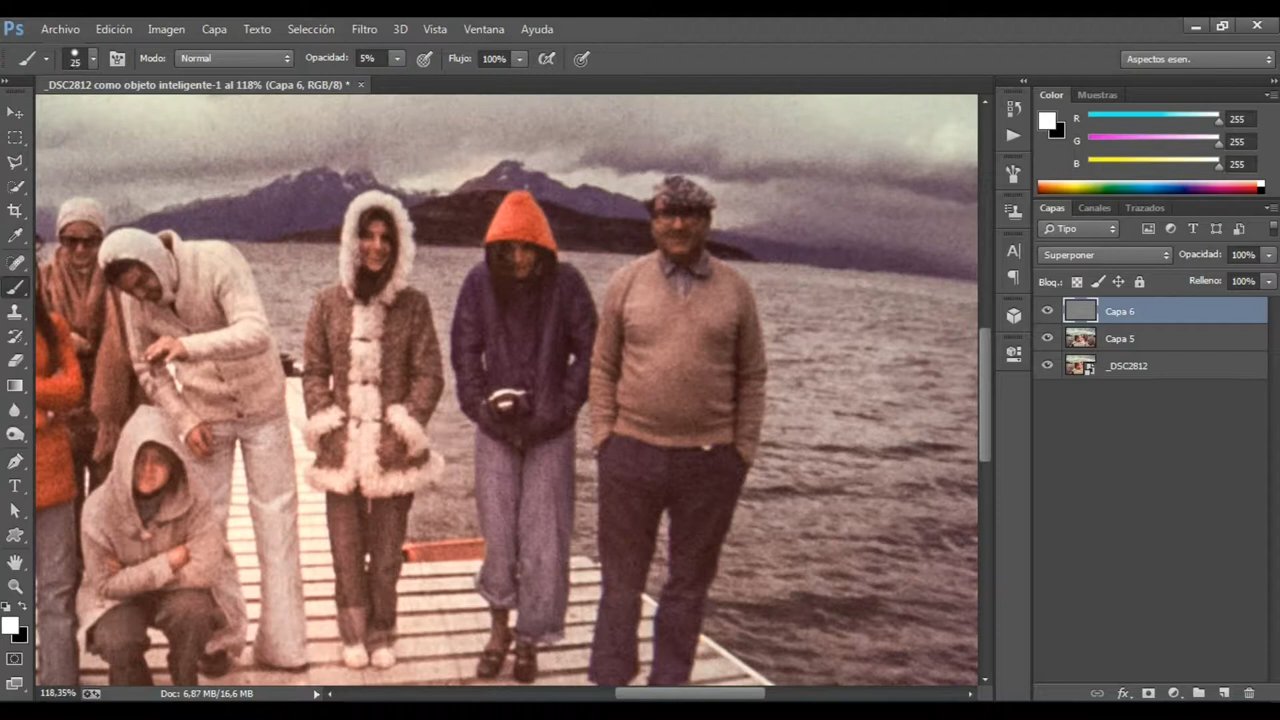 Ps Archivo Edición Imagen Capa Texto Selección Filtro 3D Vista Ventana Ayuda
25 Modo: Normal Opacidad: 5% Flujo: 100% Aspectos esen.
_DSC2812 como objeto inteligente-1 al 118% (Capa 6, RGB/8) *
Color Muestras
R 255
G 255
B 255
Capas Canales Trazados
Tipo
Superponer Opacidad: 100%
Bloq.: Relleno: 100%
Capa 6
Capa 5
_DSC2812
118,35% Doc: 6,87 MB/16,6 MB